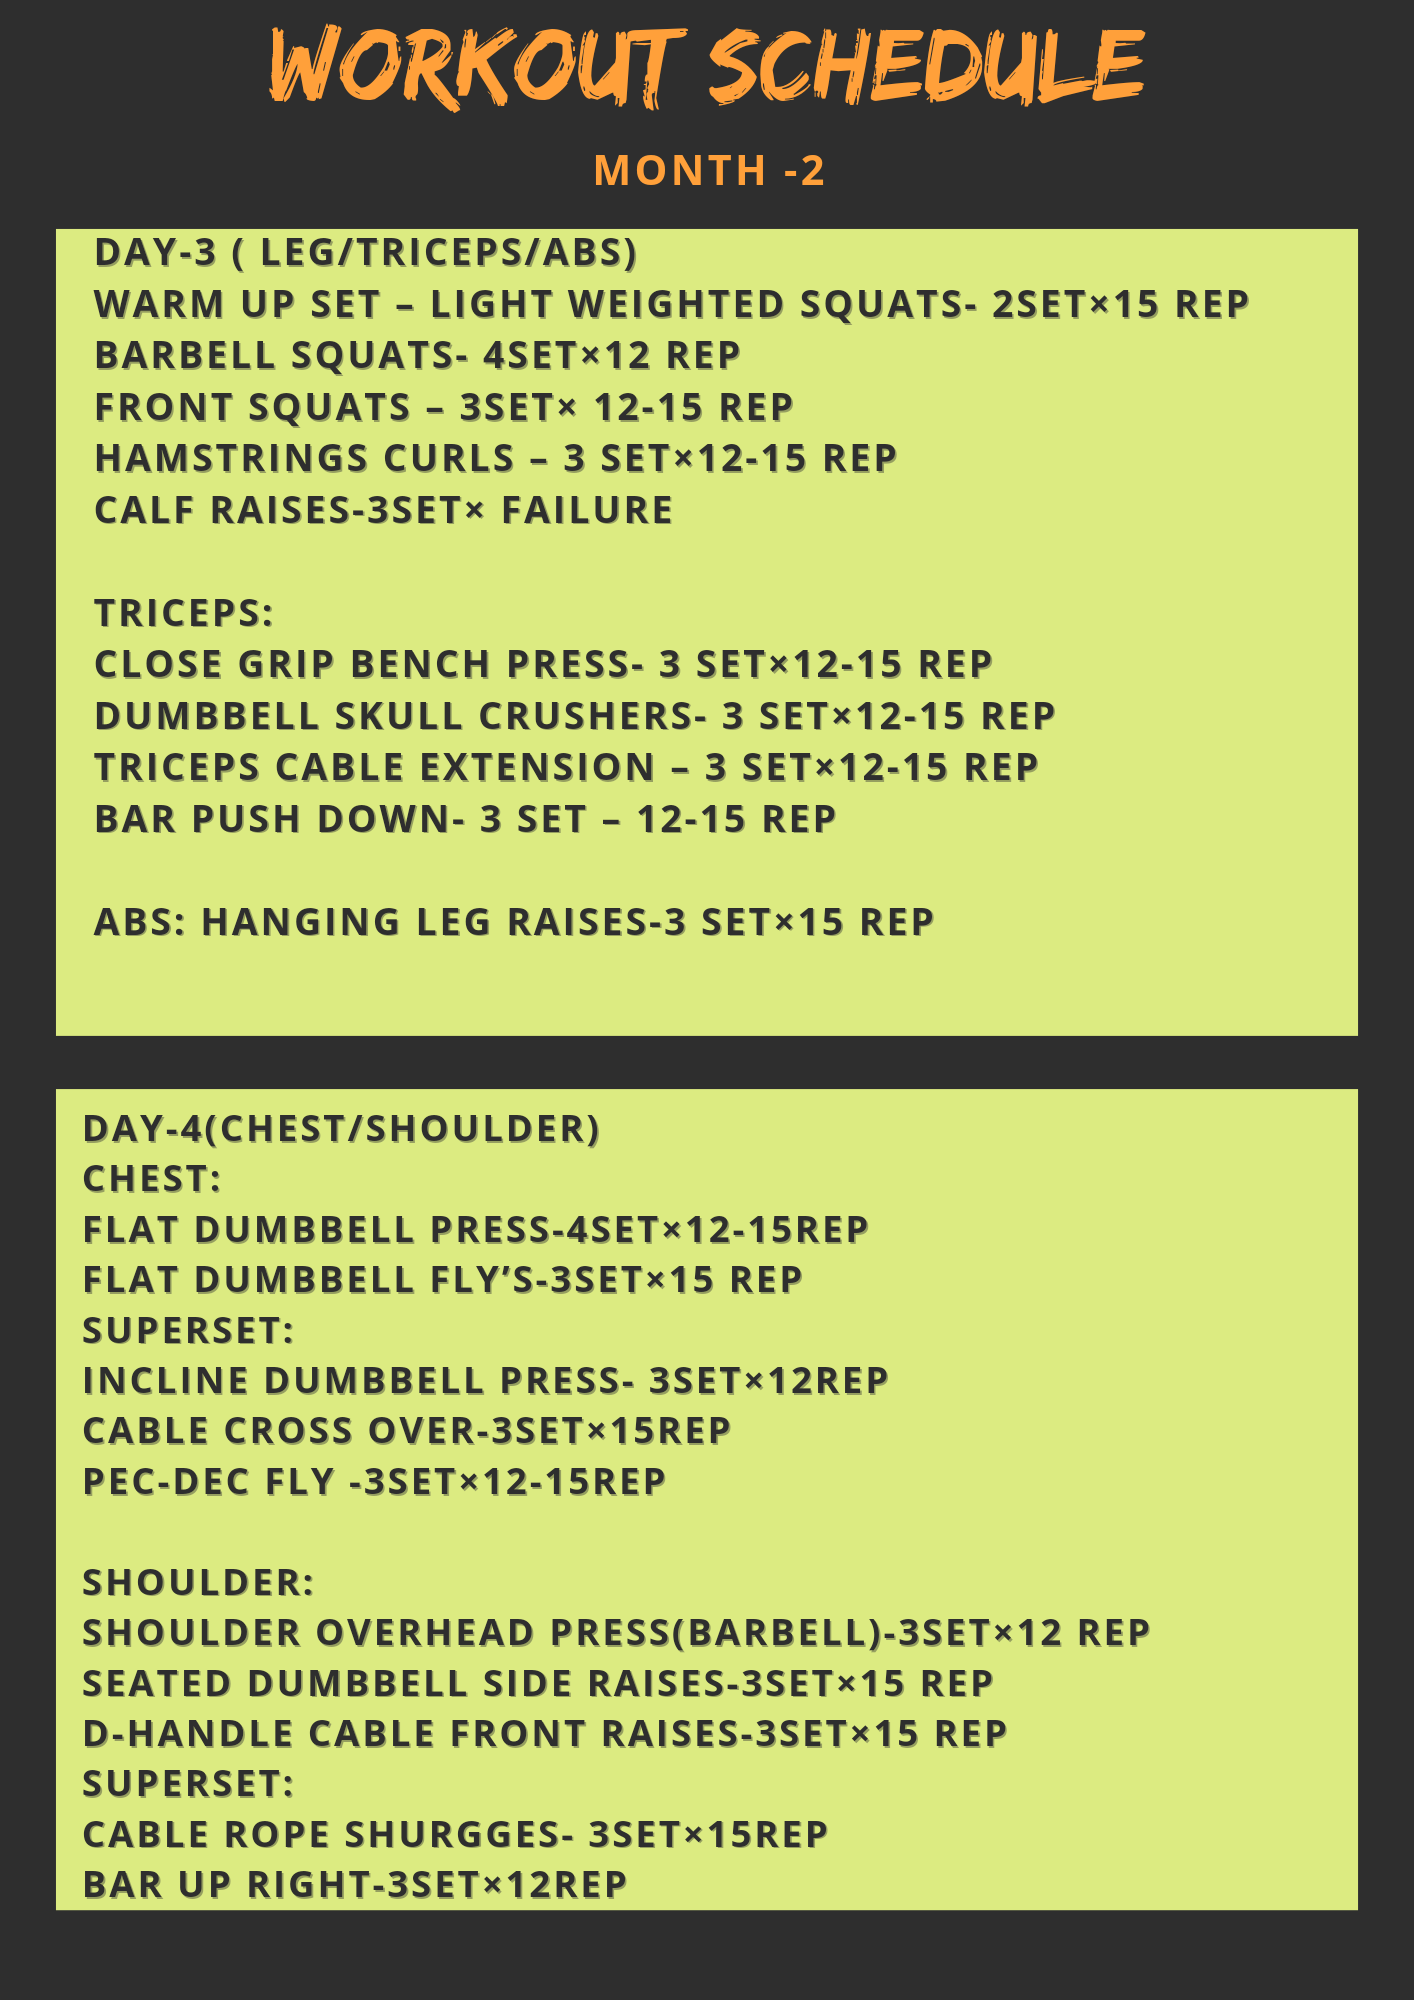 WORKOUT SCHEDULE
MONTH -2
DAY-3 ( LEG/TRICEPS/ABS)
WARM UP SET – LIGHT WEIGHTED SQUATS- 2SET×15 REP
BARBELL SQUATS- 4SET×12 REP
FRONT SQUATS – 3SET× 12-15 REP
HAMSTRINGS CURLS – 3 SET×12-15 REP
CALF RAISES-3SET× FAILURE
TRICEPS:
CLOSE GRIP BENCH PRESS- 3 SET×12-15 REP
DUMBBELL SKULL CRUSHERS- 3 SET×12-15 REP
TRICEPS CABLE EXTENSION – 3 SET×12-15 REP
BAR PUSH DOWN- 3 SET – 12-15 REP
ABS: HANGING LEG RAISES-3 SET×15 REP
DAY-4(CHEST/SHOULDER)
CHEST:
FLAT DUMBBELL PRESS-4SET×12-15REP
FLAT DUMBBELL FLY’S-3SET×15 REP
SUPERSET:
INCLINE DUMBBELL PRESS- 3SET×12REP
CABLE CROSS OVER-3SET×15REP
PEC-DEC FLY -3SET×12-15REP
SHOULDER:
SHOULDER OVERHEAD PRESS(BARBELL)-3SET×12 REP
SEATED DUMBBELL SIDE RAISES-3SET×15 REP
D-HANDLE CABLE FRONT RAISES-3SET×15 REP
SUPERSET:
CABLE ROPE SHURGGES- 3SET×15REP
BAR UP RIGHT-3SET×12REP